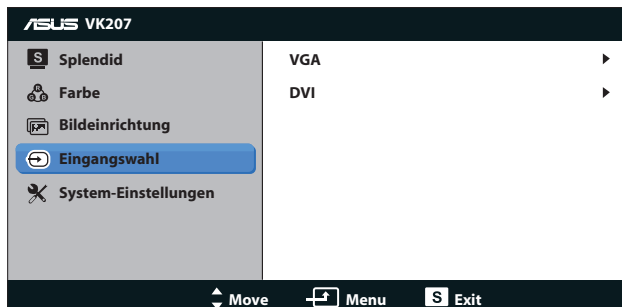 ASUS VK207
S Splendid
Farbe
Bildeinrichtung
Eingangswahl
System-Einstellungen
VGA
DVI
Move Menu S Exit